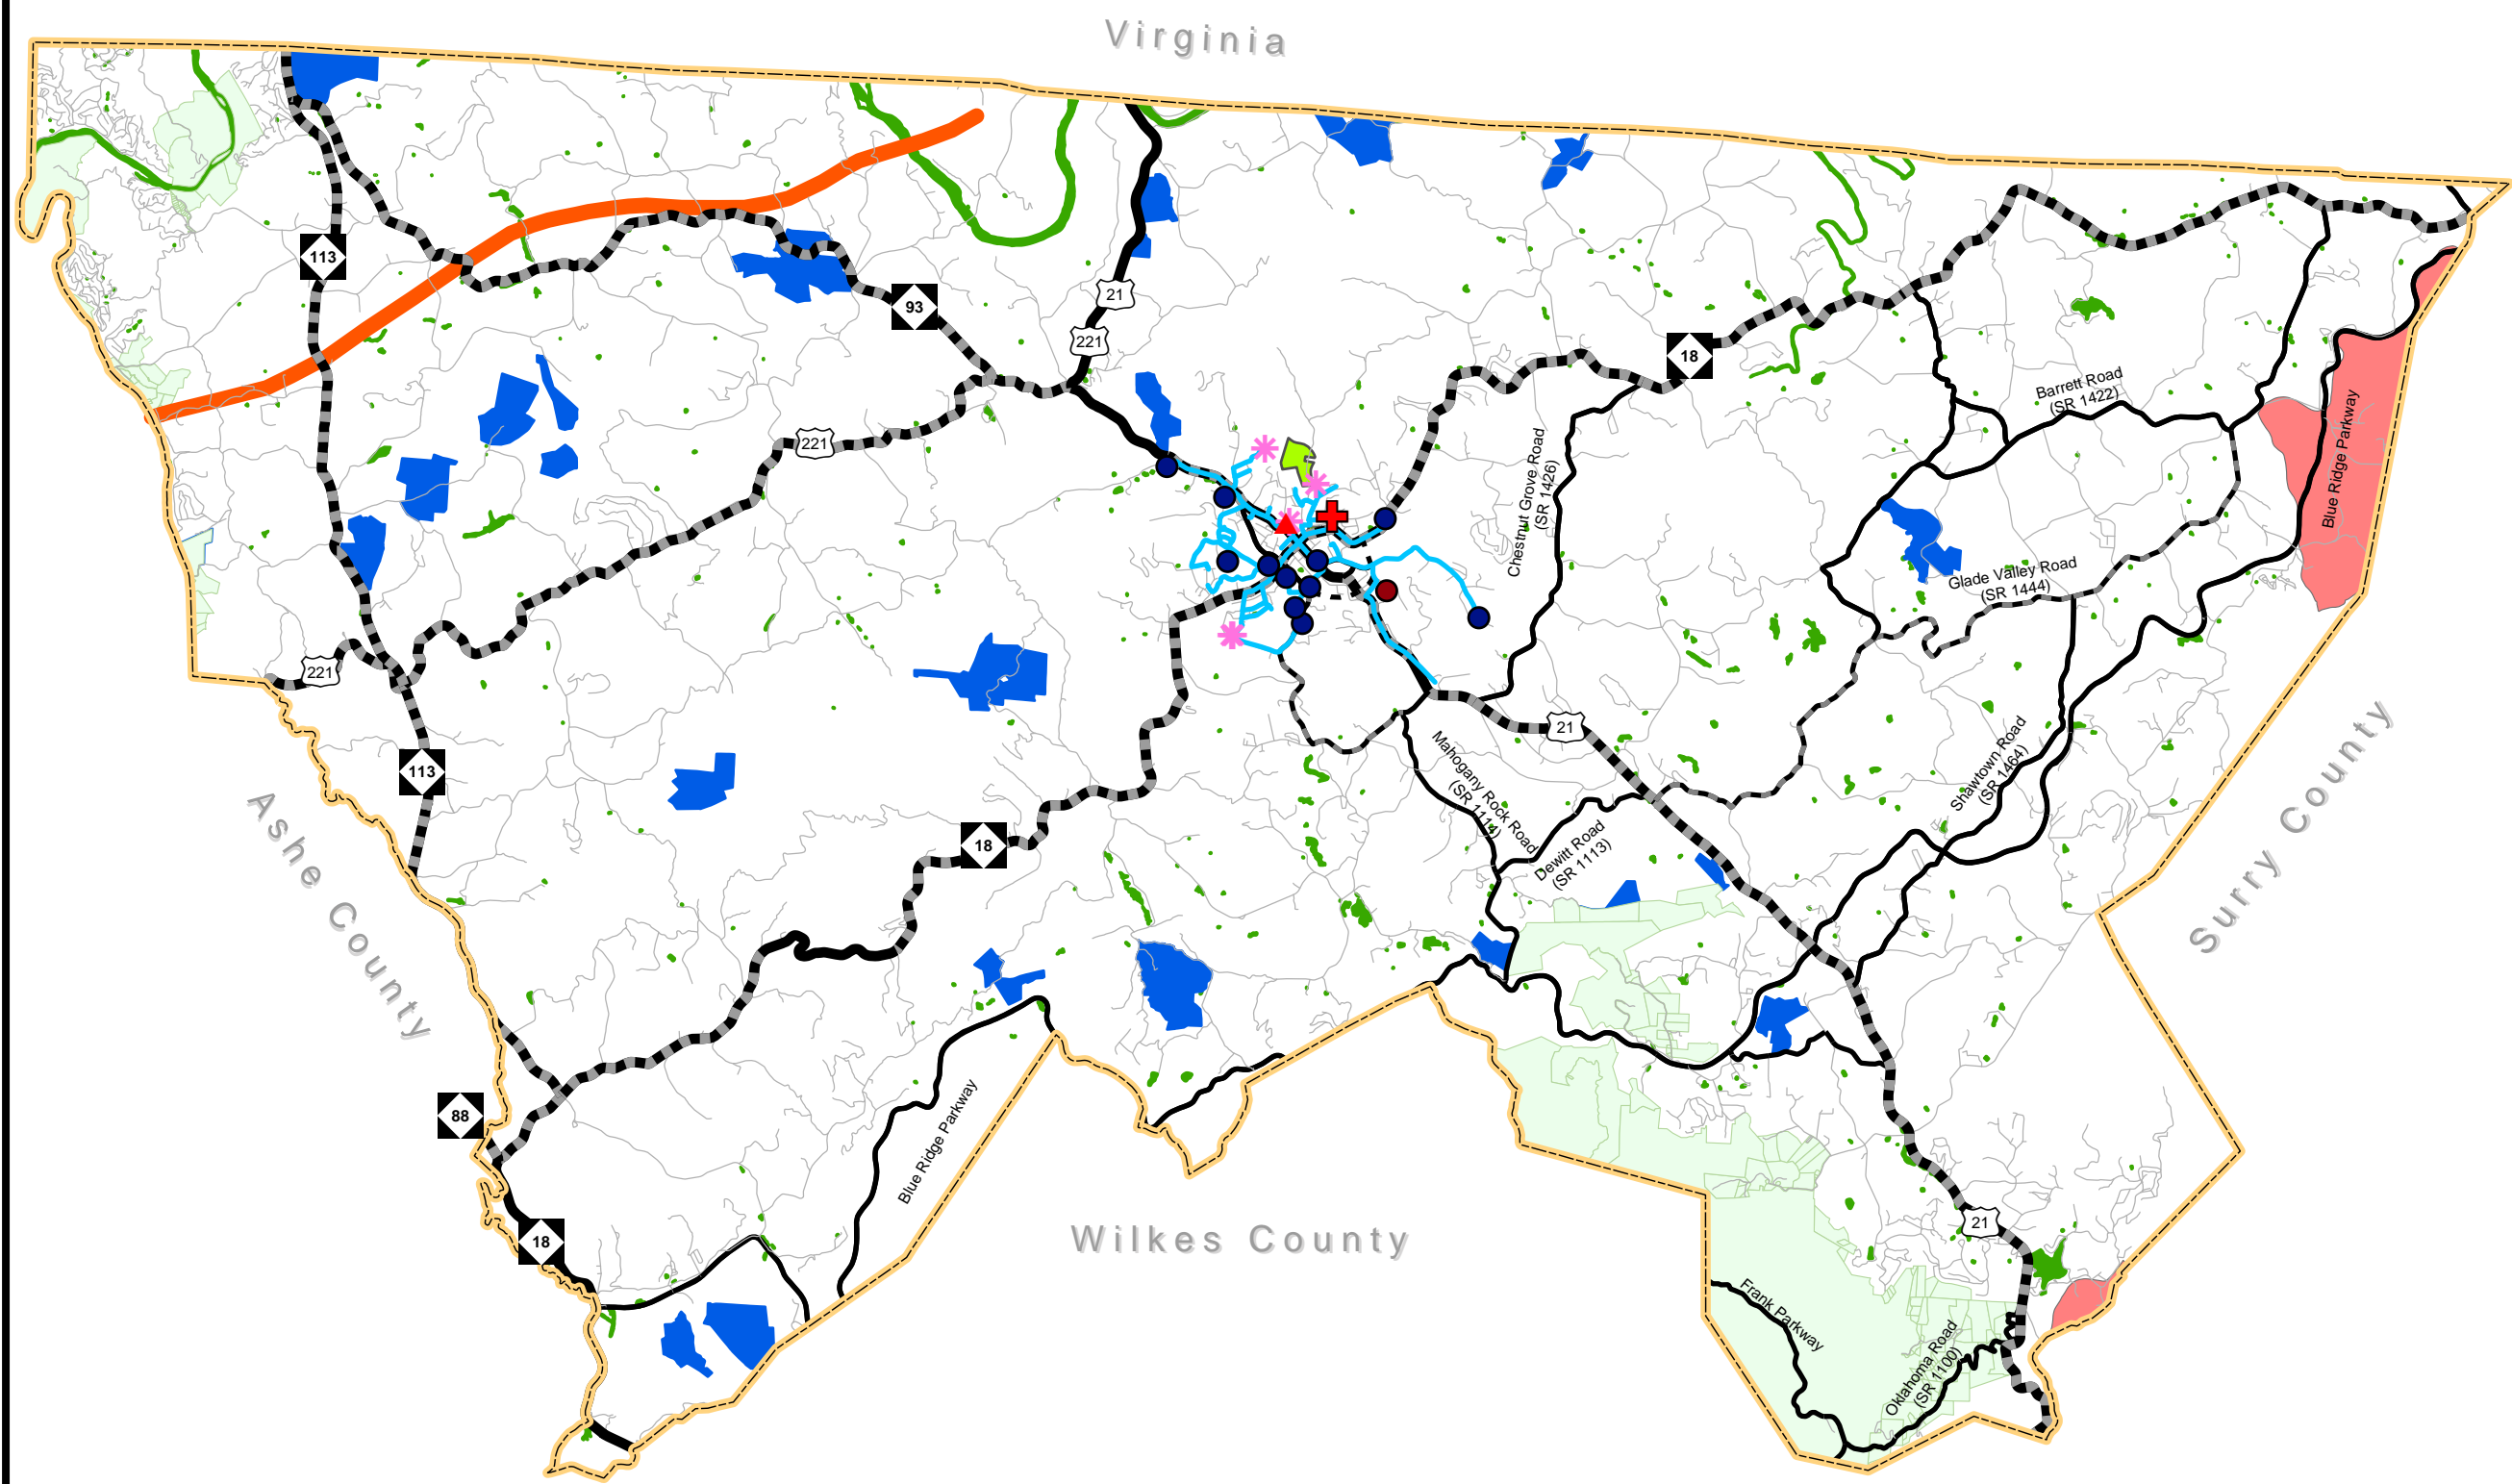 Virginia
113
93
21
221
18
Barrett Road
(SR 1422)
Blue Ridge Parkway
221
Chestnut Grove Road
(SR 1426)
Glade Valley Road
(SR 1444)
221
21
Mahogany Rock Road
(SR 1114)
Dewitt Road
(SR 1113)
Shawtown Road
(SR 1464)
113
18
Ashe County
Surry County
88
Blue Ridge Parkway
18
Wilkes County
21
Frank Parkway
Oklahoma Road
(SR 1100)